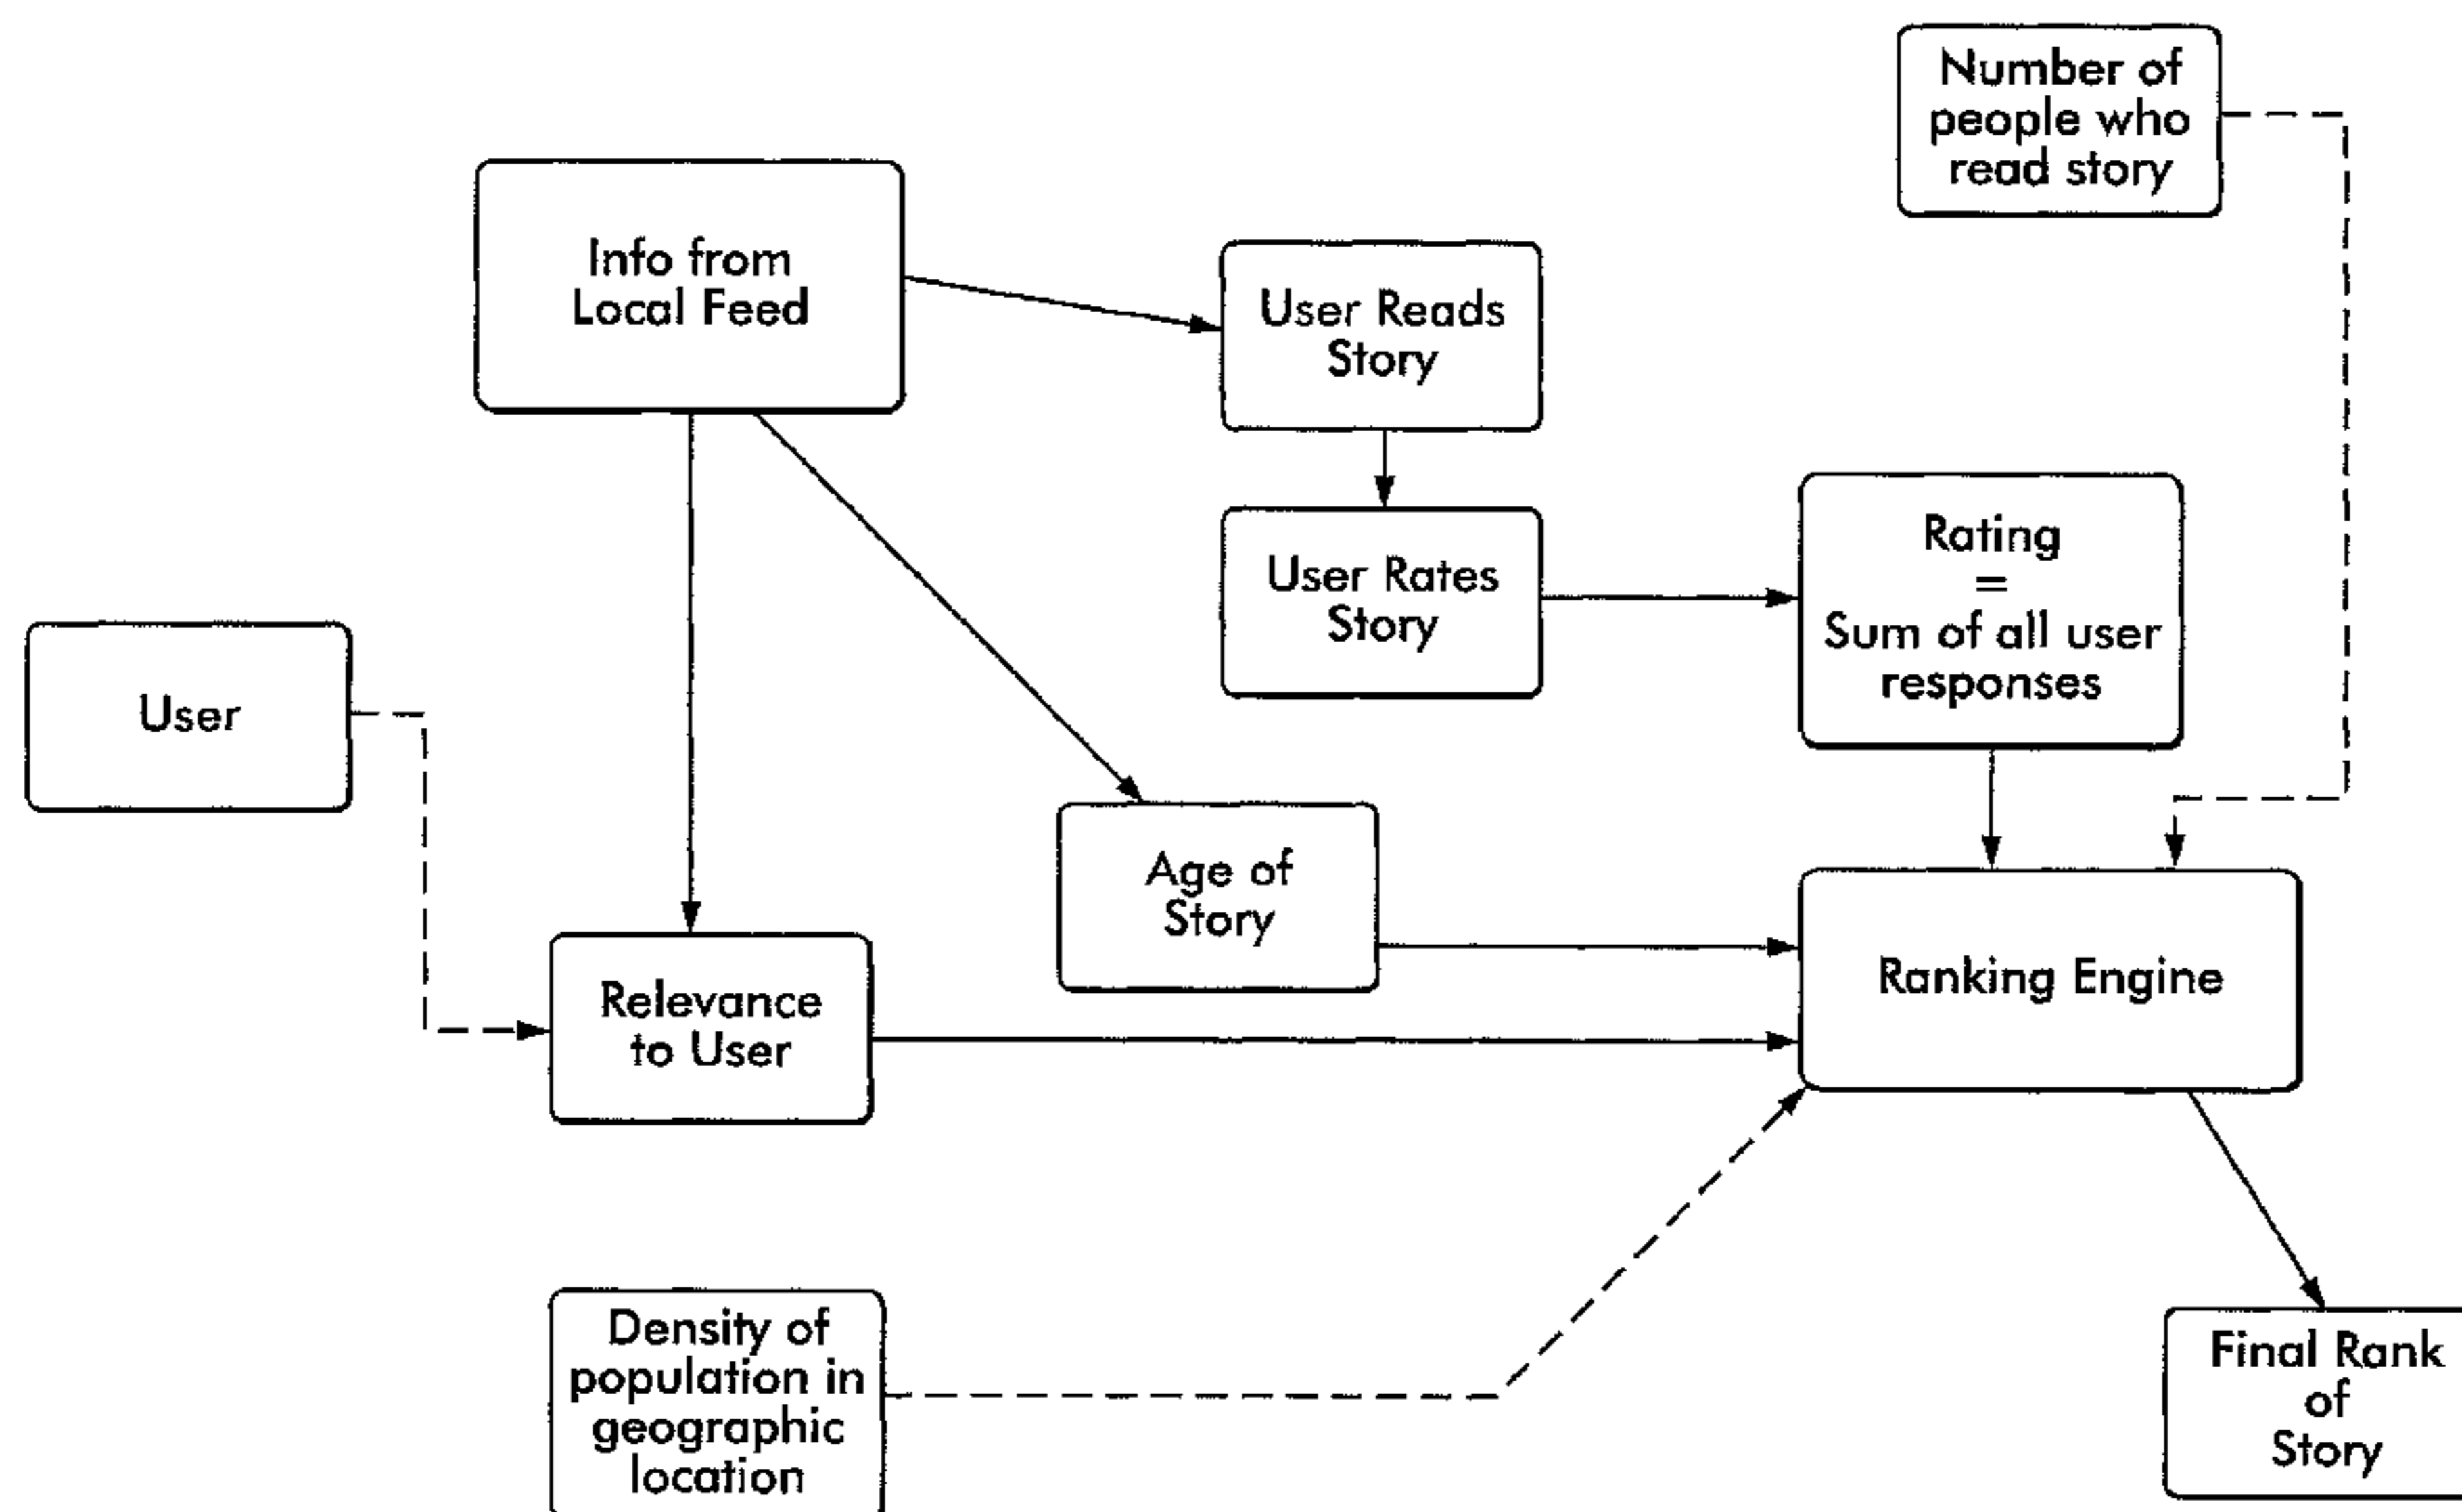 Number of
people who
read story
Info from
Local Feed
User Reads
Story
User Rates
Story
Rating
=
Sum of all user
responses
User
Age of
Story
Ranking Engine
Relevance
to User
Density of
population in
geographic
location
Final Rank
of
Story